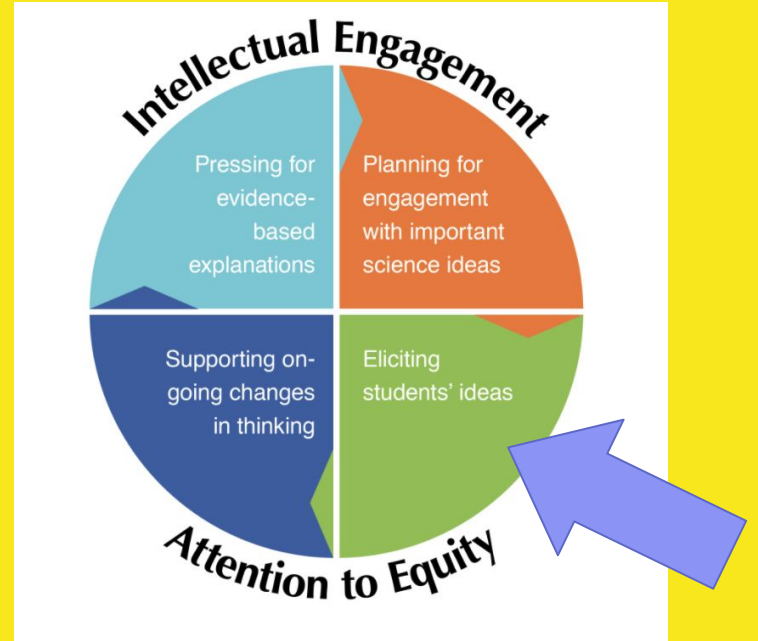 Intellectual Engagement
Pressing for
evidence-
based
explanations
Planning for
engagement
with important
science ideas
Supporting on-
going changes
in thinking
Eliciting
students’ ideas
Attention to Equity